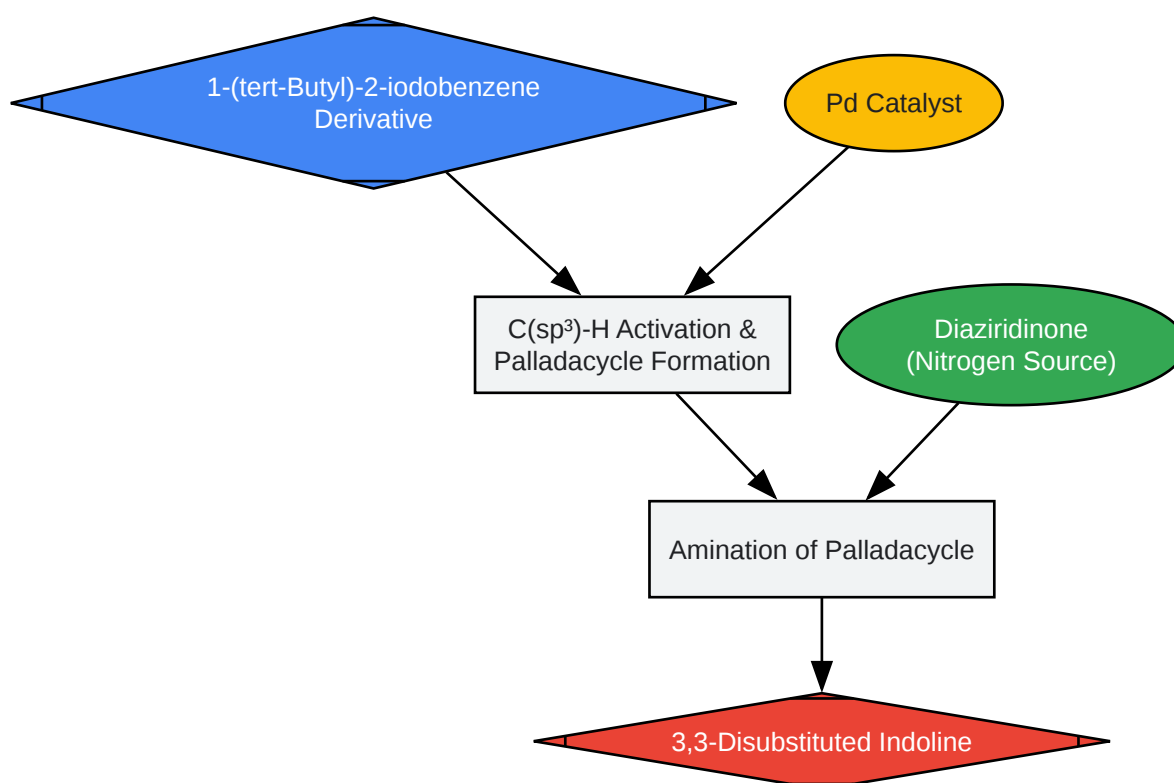 1-(tert-Butyl)-2-iodobenzene
Derivative
Pd Catalyst
C(sp³)-H Activation &
Palladacycle Formation
Diaziridinone
(Nitrogen Source)
Amination of Palladacycle
3,3-Disubstituted Indoline